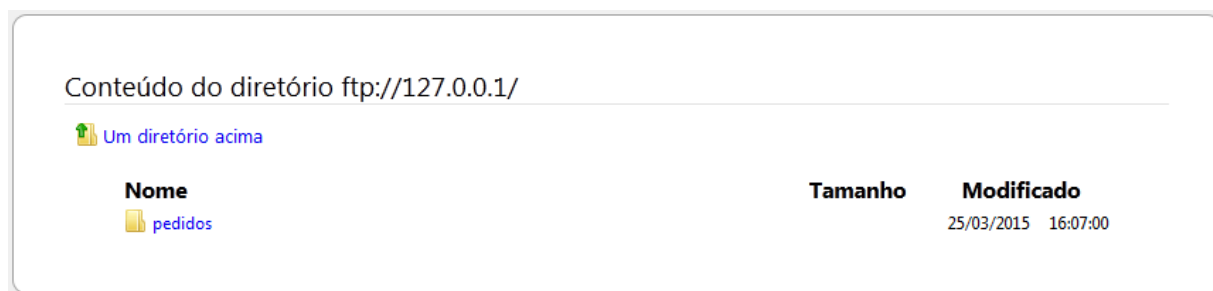 Conteúdo do diretório ftp://127.0.0.1/
Um diretório acima
Nome Tamanho Modificado
pedidos 25/03/2015 16:07:00